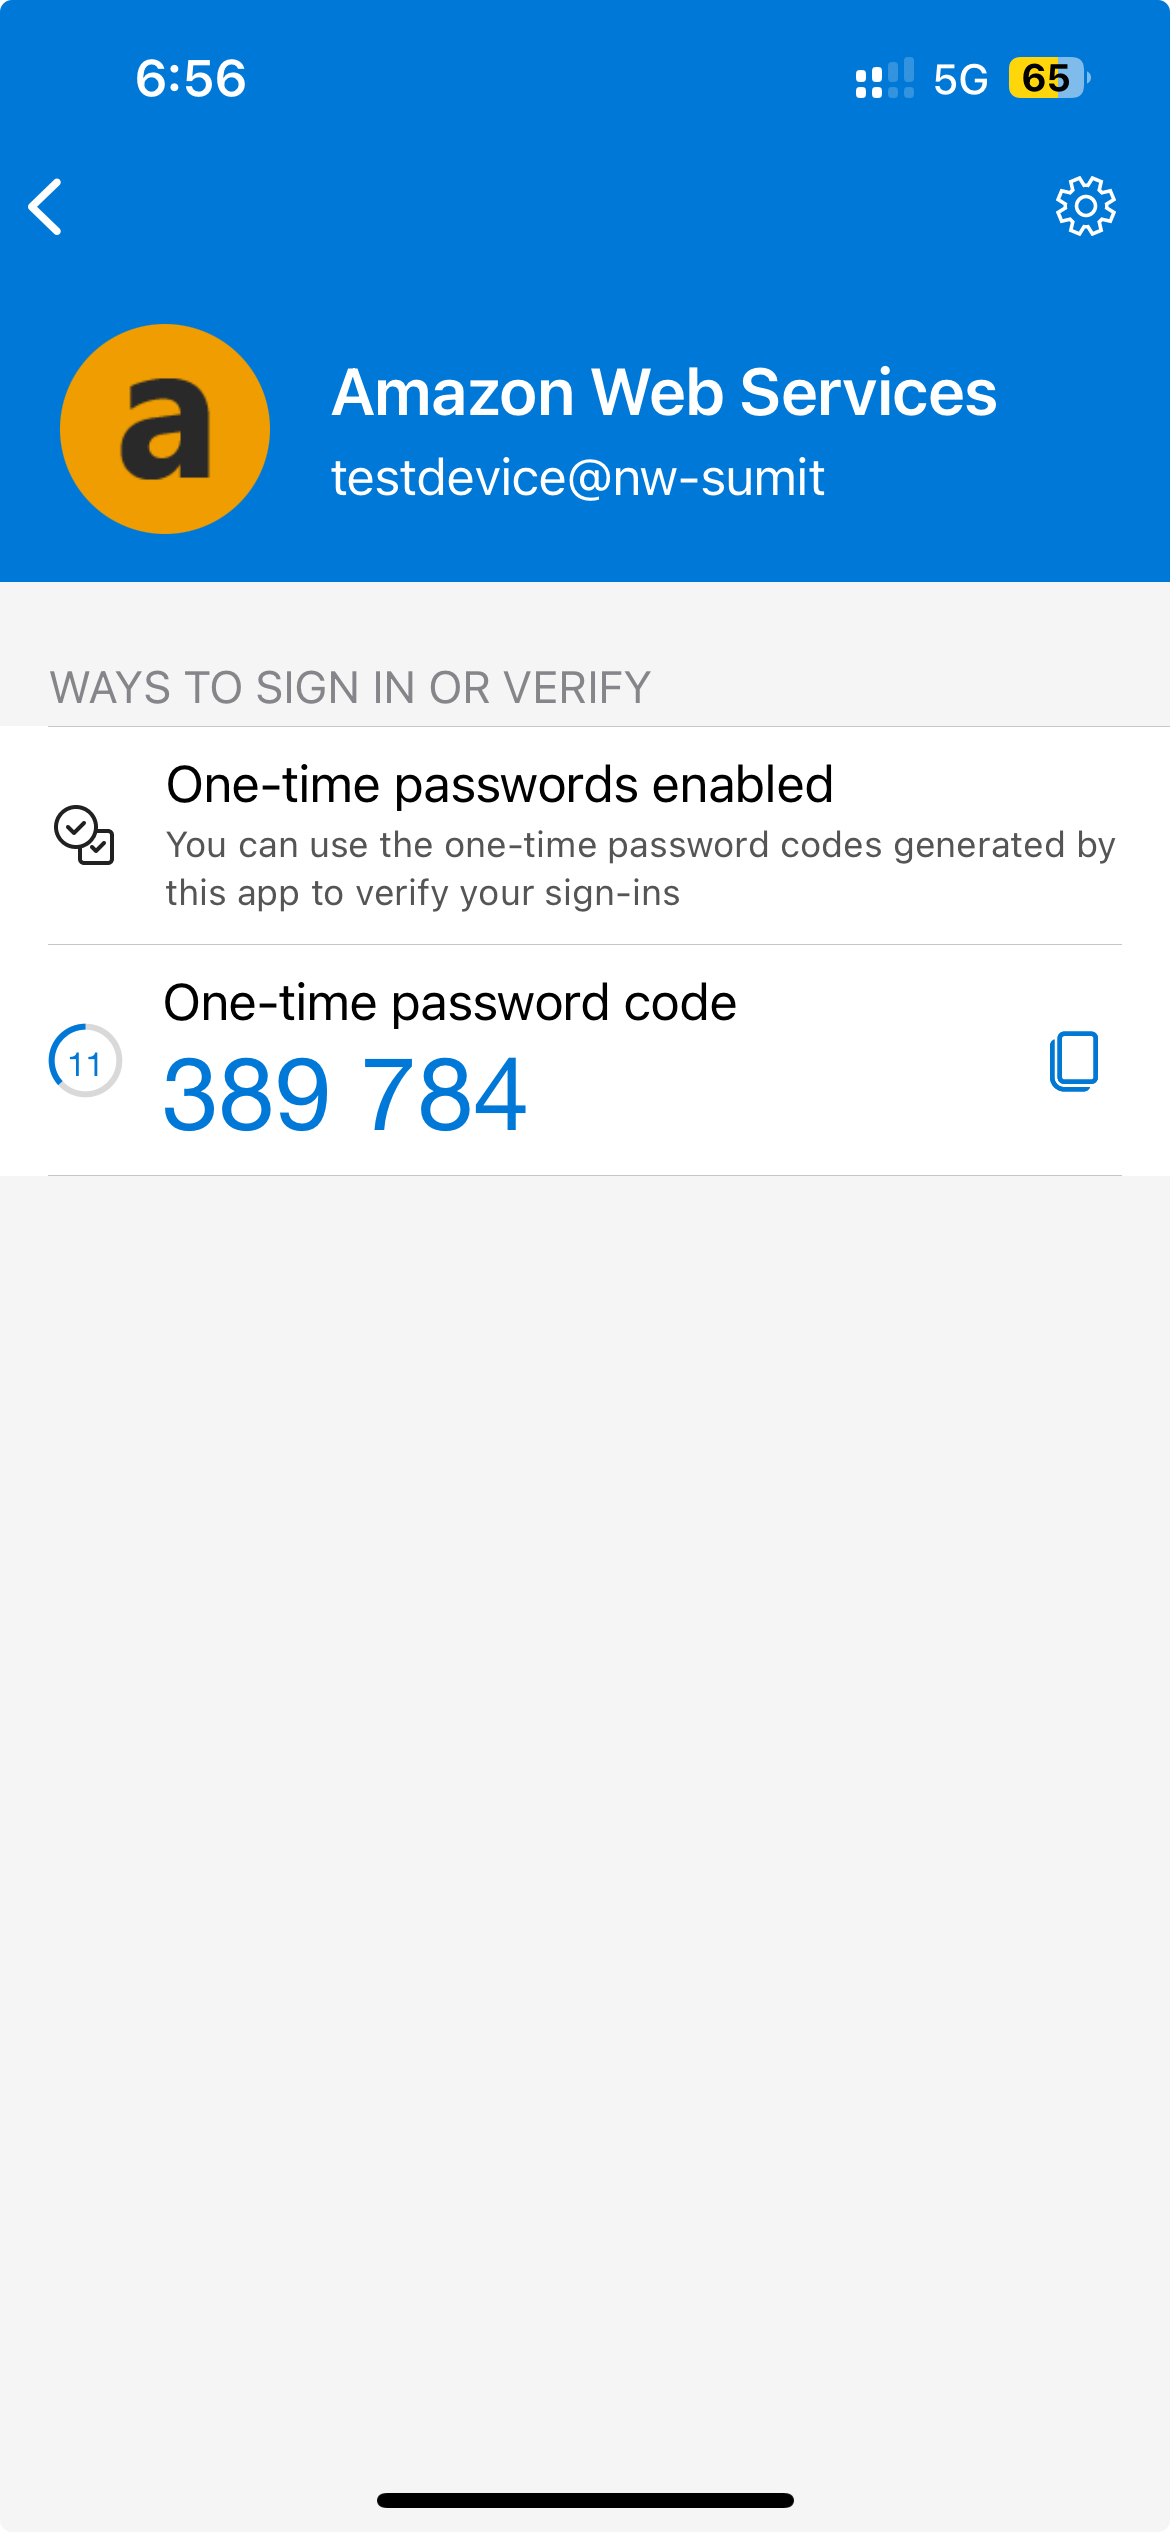 6:56
5G 65
a
Amazon Web Services
testdevice@nw-sumit
WAYS TO SIGN IN OR VERIFY
One-time passwords enabled
You can use the one-time password codes generated by
this app to verify your sign-ins
One-time password code
11
389 784